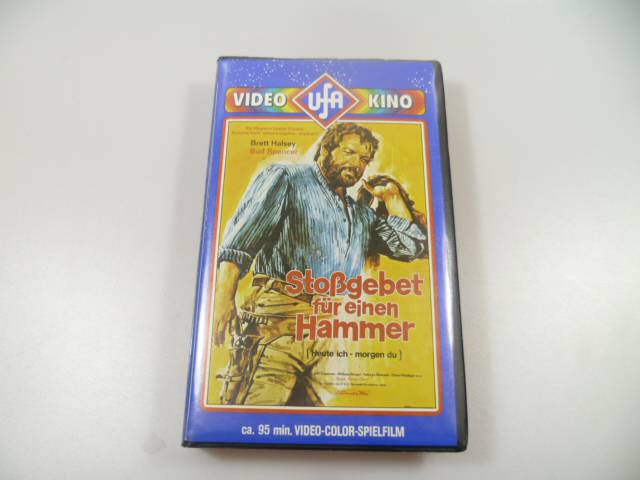 VIDEO UFA KINO
Brett Halsey
Bud Spencer
Stoßgebet
für einen
Hammer
(Heute ich - morgen du)
ca. 95 min. VIDEO-COLOR-SPIELFILM